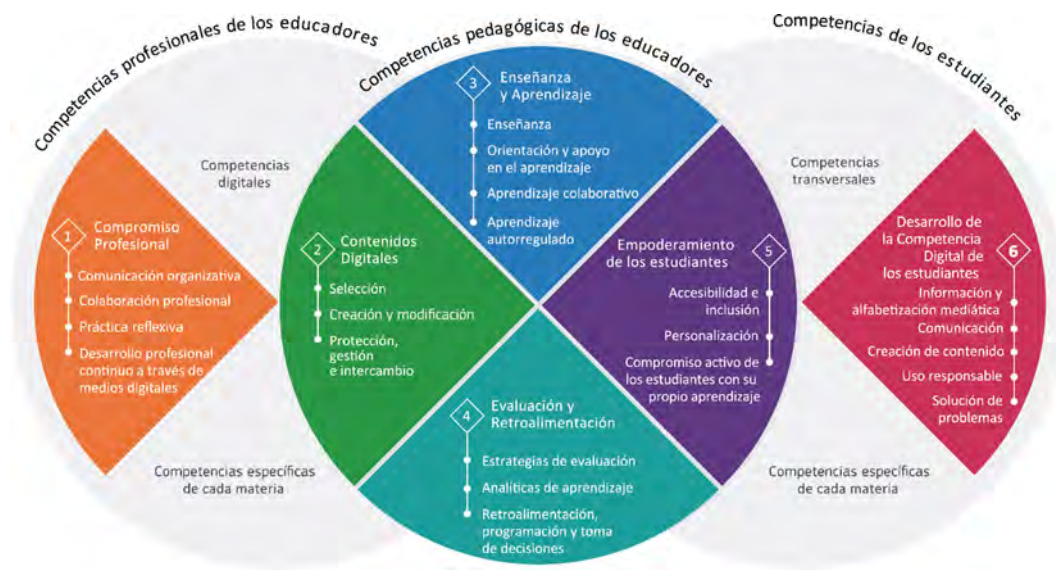 Competencias profesionales de los educadores
Competencias pedagógicas de los educadores
Competencias de los estudiantes
Competencias
digitales
Competencias
transversales
Competencias específicas
de cada materia
Competencias específicas
de cada materia
1
Compromiso
Profesional
Comunicación organizativa
Colaboración profesional
Práctica reflexiva
Desarrollo profesional
continuo a través de
medios digitales
2
Contenidos
Digitales
Selección
Creación y modificación
Protección,
gestión
e intercambio
3
Enseñanza
y Aprendizaje
Enseñanza
Orientación y apoyo
en el aprendizaje
Aprendizaje colaborativo
Aprendizaje
autorregulado
4
Evaluación y
Retroalimentación
Estrategias de evaluación
Analíticas de aprendizaje
Retroalimentación,
programación y toma
de decisiones
5
Empoderamiento
de los estudiantes
Accesibilidad e
inclusión
Personalización
Compromiso activo de
los estudiantes con su
propio aprendizaje
6
Desarrollo de
la Competencia
Digital de
los estudiantes
Información y
alfabetización mediática
Comunicación
Creación de contenido
Uso responsable
Solución de
problemas